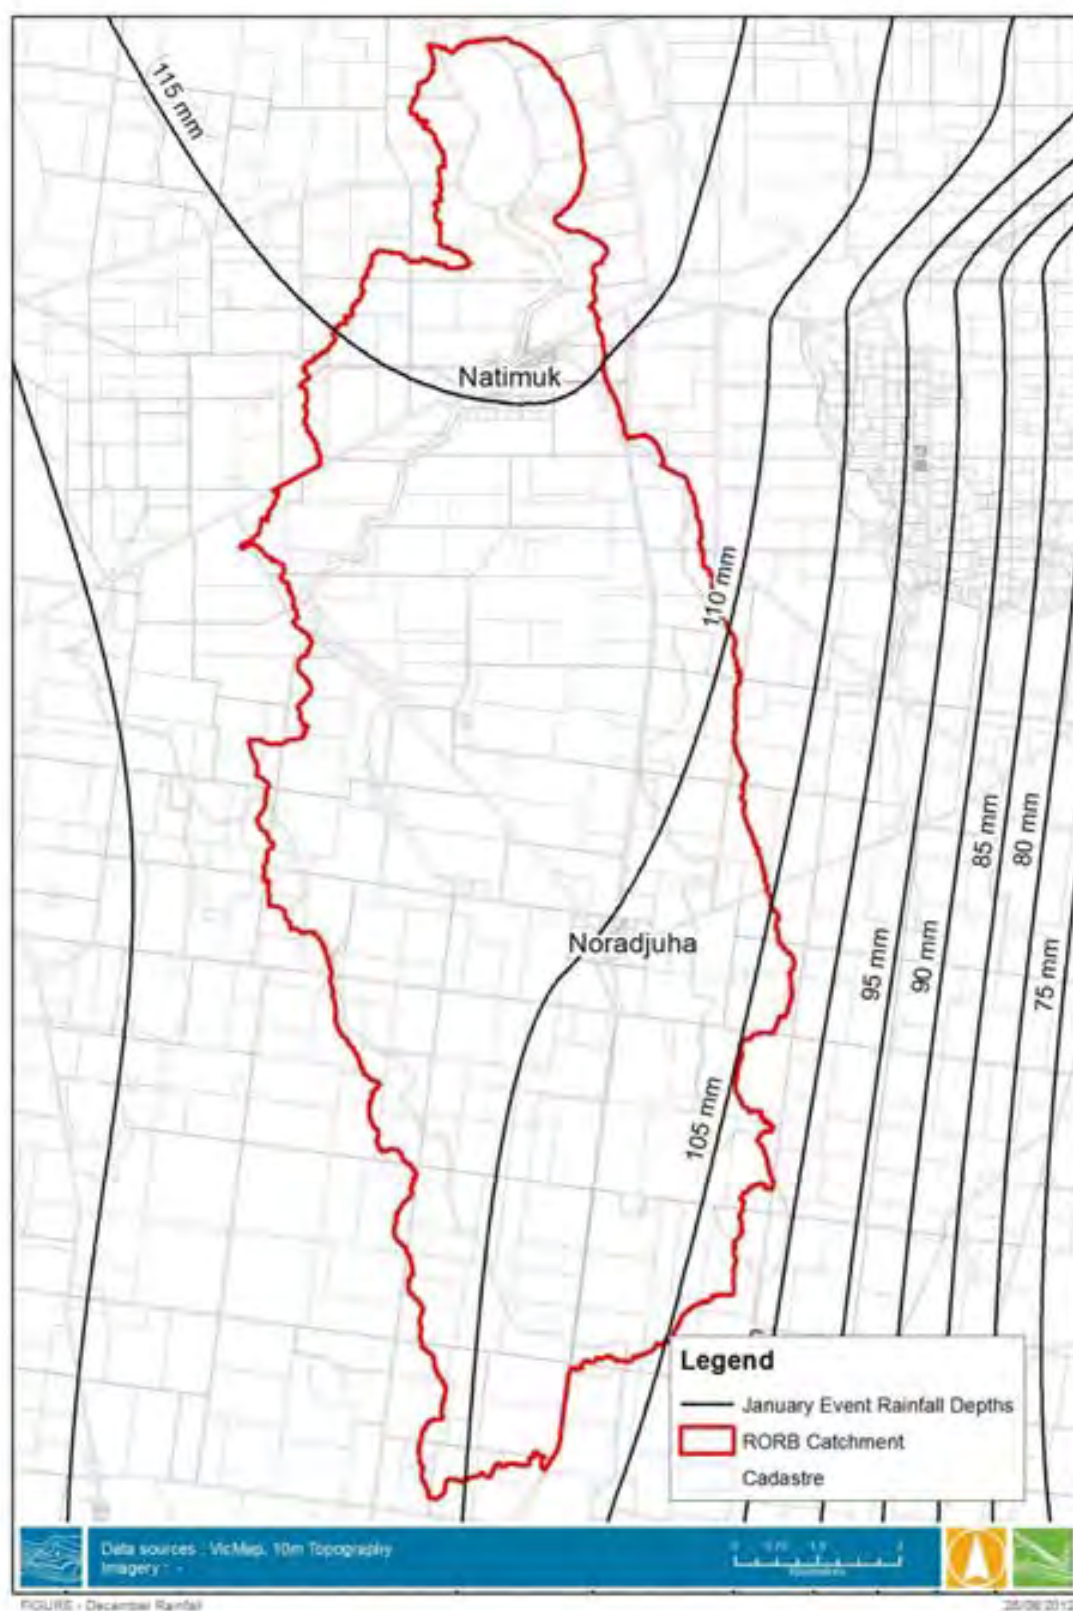 115 mm
Natimuk
110 mm
Noradjuha
85 mm
80 mm
95 mm
90 mm
75 mm
105 mm
Legend
January Event Rainfall Depths
RORB Catchment
Cadastre
Data sources : VicMap, 10m Topography
Imagery : -
FIGURE - December Rainfall